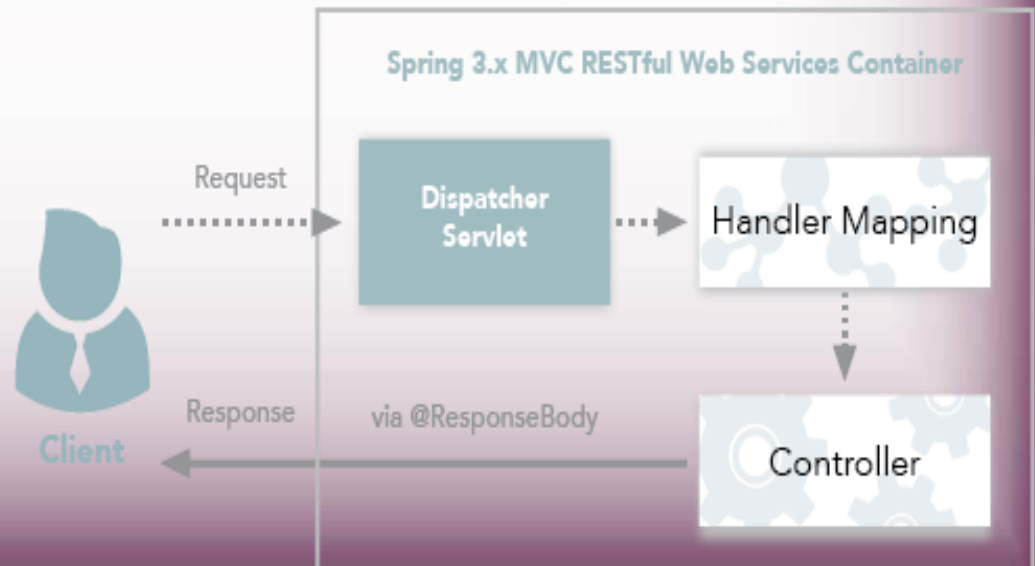 Spring 3.x MVC RESTful Web Services Container
Request
Dispatcher
Servlet
Handler Mapping
Response
via @ResponseBody
Client
Controller